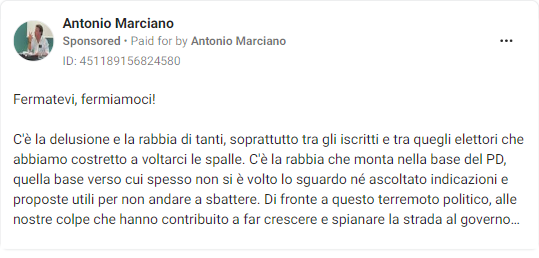 Antonio Marciano
Sponsored • Paid for by Antonio Marciano
ID: 451189156824580
Fermatevi, fermiamoci!
C'è la delusione e la rabbia di tanti, soprattutto tra gli iscritti e tra quegli elettori che
abbiamo costretto a voltarci le spalle. C'è la rabbia che monta nella base del PD,
quella base verso cui spesso non si è volto lo sguardo né ascoltato indicazioni e
proposte utili per non andare a sbattere. Di fronte a questo terremoto politico, alle
nostre colpe che hanno contribuito a far crescere e spianare la strada al governo…